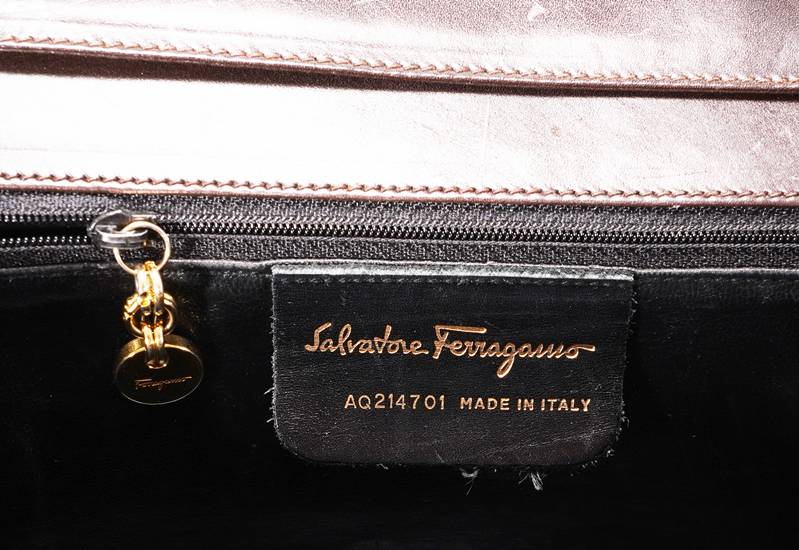 Salvatore Ferragamo
AQ214701 MADE IN ITALY
Ferragamo